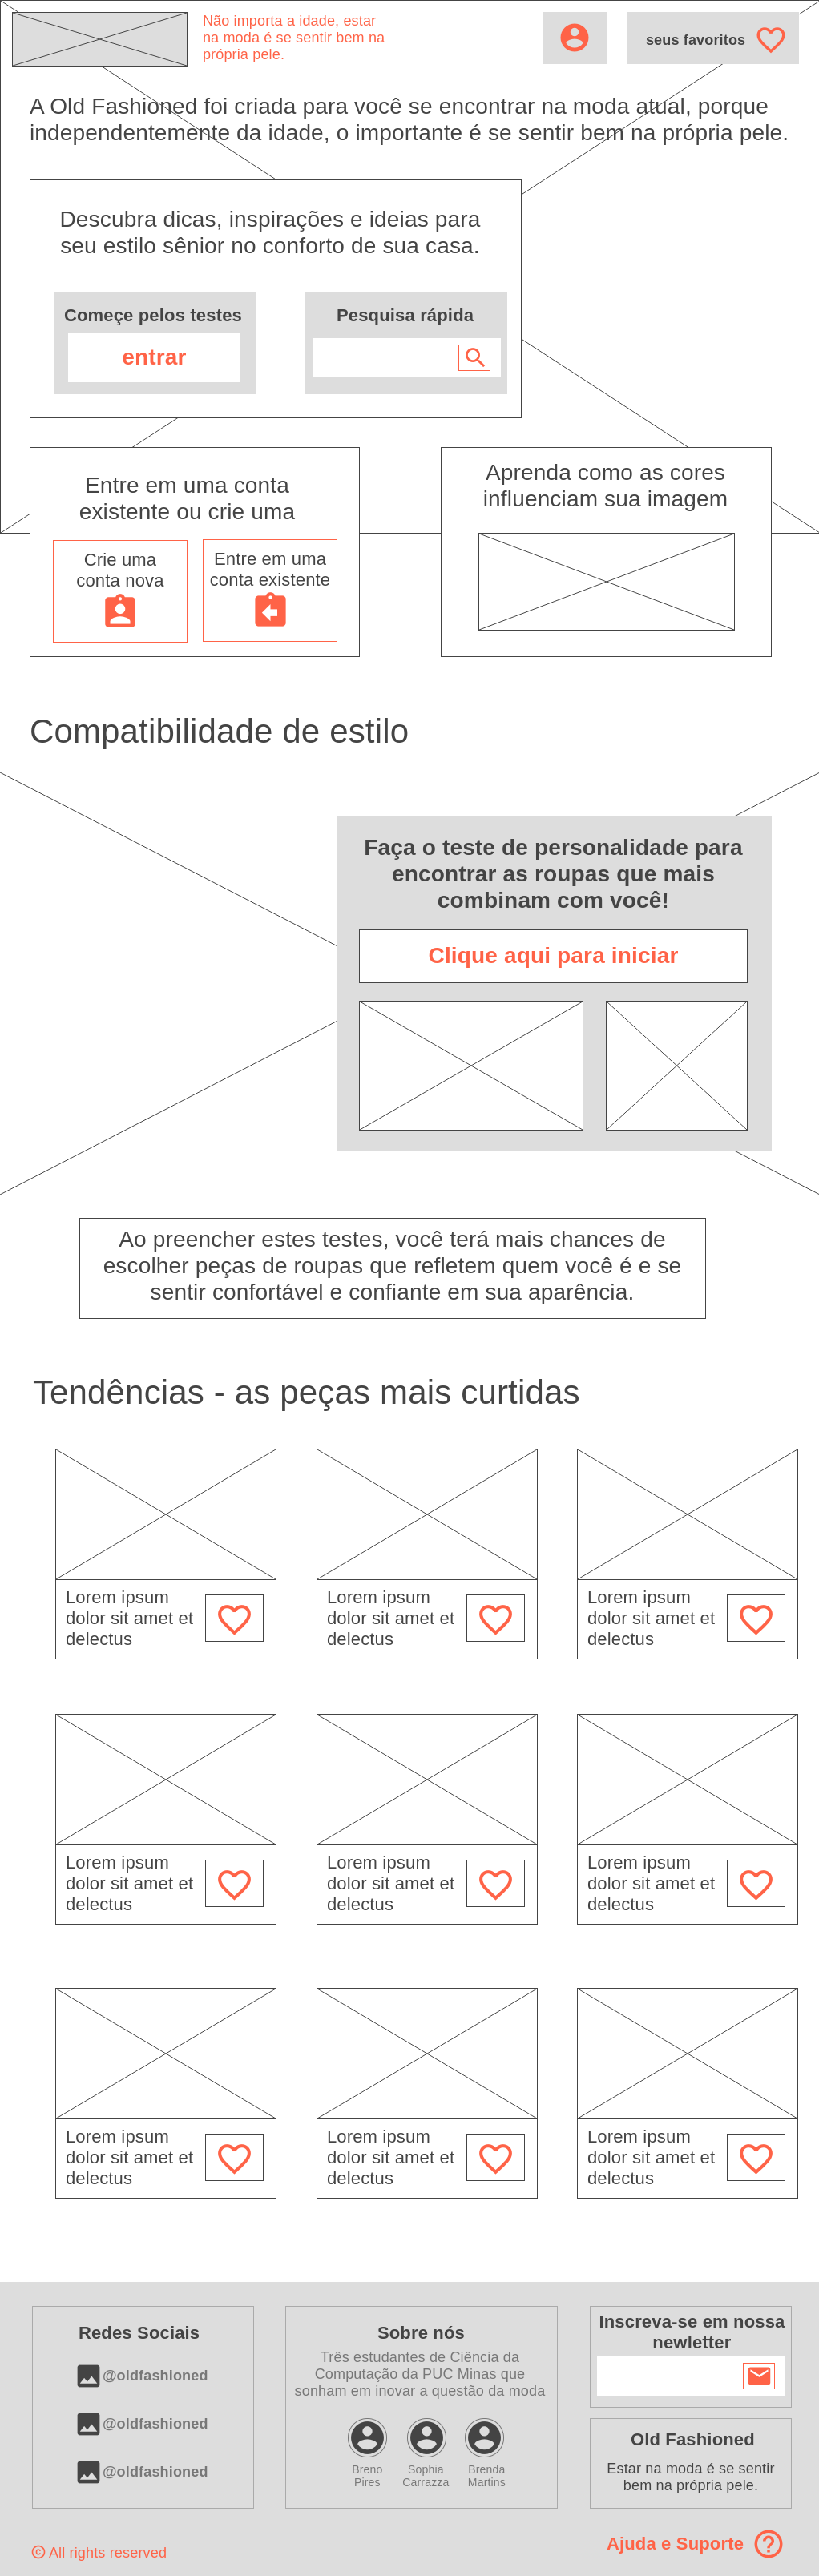 Não importa a idade, estar
na moda é se sentir bem na
própria pele.
seus favoritos
A Old Fashioned foi criada para você se encontrar na moda atual, porque
independentemente da idade, o importante é se sentir bem na própria pele.
Descubra dicas, inspirações e ideias para
seu estilo sênior no conforto de sua casa.
Começe pelos testes
entrar
Pesquisa rápida
Entre em uma conta
existente ou crie uma
Crie uma
conta nova
Entre em uma
conta existente
Aprenda como as cores
influenciam sua imagem
Compatibilidade de estilo
Faça o teste de personalidade para
encontrar as roupas que mais
combinam com você!
Clique aqui para iniciar
Ao preencher estes testes, você terá mais chances de
escolher peças de roupas que refletem quem você é e se
sentir confortável e confiante em sua aparência.
Tendências - as peças mais curtidas
Lorem ipsum
dolor sit amet et
delectus
Lorem ipsum
dolor sit amet et
delectus
Lorem ipsum
dolor sit amet et
delectus
Lorem ipsum
dolor sit amet et
delectus
Lorem ipsum
dolor sit amet et
delectus
Lorem ipsum
dolor sit amet et
delectus
Lorem ipsum
dolor sit amet et
delectus
Lorem ipsum
dolor sit amet et
delectus
Lorem ipsum
dolor sit amet et
delectus
Redes Sociais
@oldfashioned
@oldfashioned
@oldfashioned
Sobre nós
Três estudantes de Ciência da
Computação da PUC Minas que
sonham em inovar a questão da moda
Breno
Pires
Sophia
Carrazza
Brenda
Martins
Inscreva-se em nossa
newletter
Old Fashioned
Estar na moda é se sentir
bem na própria pele.
Ajuda e Suporte
© All rights reserved